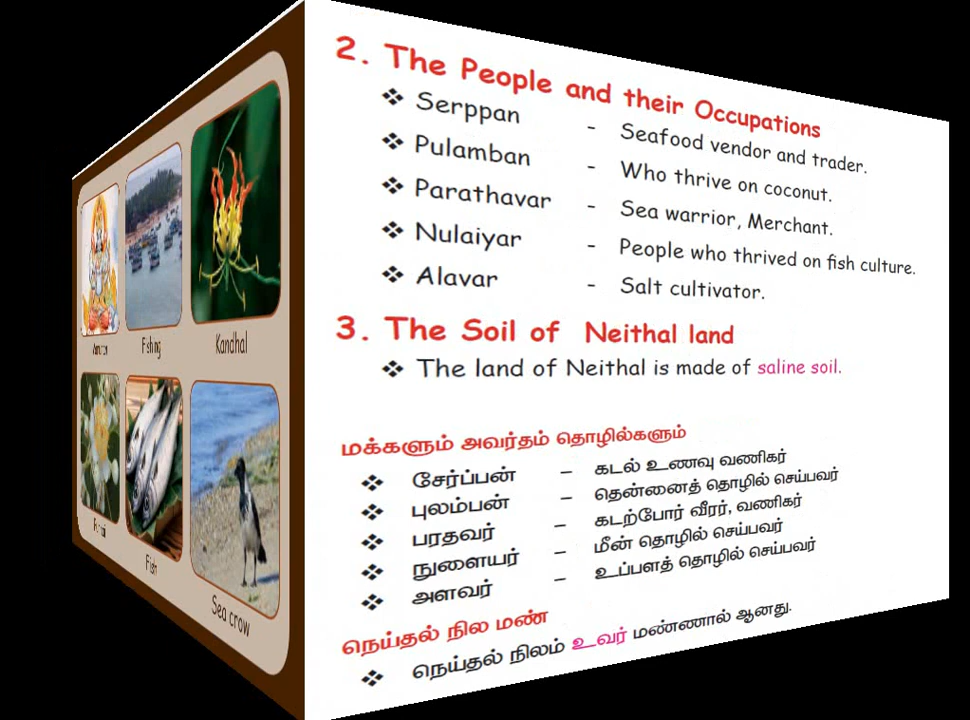 Fishing
Kandhal
Fish
Sea crow
2. The People and their Occupations
❖ Serppan - Seafood vendor and trader.
❖ Pulamban - Who thrive on coconut.
❖ Parathavar - Sea warrior, Merchant.
❖ Nulaiyar - People who thrived on fish culture.
❖ Alavar - Salt cultivator.
3. The Soil of Neithal land
❖ The land of Neithal is made of saline soil.
மக்களும் அவர்தம் தொழில்களும்
❖ சேர்ப்பன் – கடல் உணவு வணிகர்
❖ புலம்பன் – தென்னைத் தொழில் செய்பவர்
❖ பரதவர் – கடற்போர் வீரர், வணிகர்
❖ நுளையர் – மீன் தொழில் செய்பவர்
❖ அளவர் – உப்பளத் தொழில் செய்பவர்
நெய்தல் நில மண்
❖ நெய்தல் நிலம் உவர் மண்ணால் ஆனது.